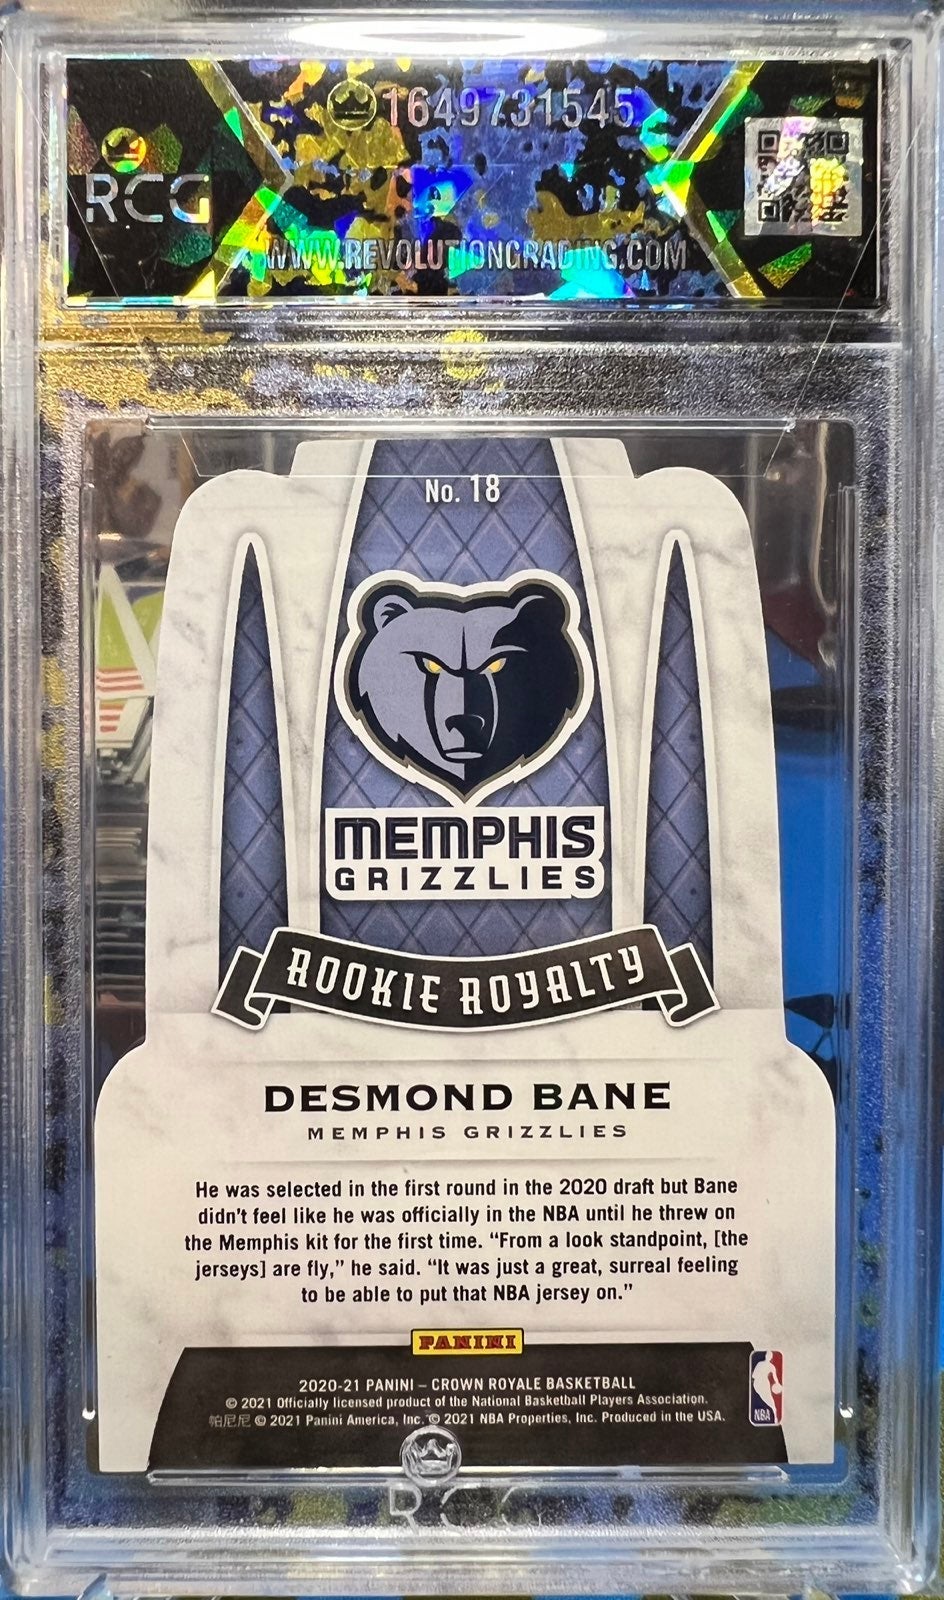 1649731545
RCG
WWW.REVOLUTIONGRADING.COM
No. 18
MEMPHIS
GRIZZLIES
ROOKIE ROYALTY
DESMOND BANE
MEMPHIS GRIZZLIES
He was selected in the first round in the 2020 draft but Bane
didn't feel like he was officially in the NBA until he threw on
the Memphis kit for the first time. “From a look standpoint, [the
jerseys] are fly,” he said. “It was just a great, surreal feeling
to be able to put that NBA jersey on.”
PANINI
2020-21 PANINI – CROWN ROYALE BASKETBALL
© 2021 Officially licensed product of the National Basketball Players Association.
帕尼尼 © 2021 Panini America, Inc. © 2021 NBA Properties, Inc. Produced in the USA.
NBA
RCG